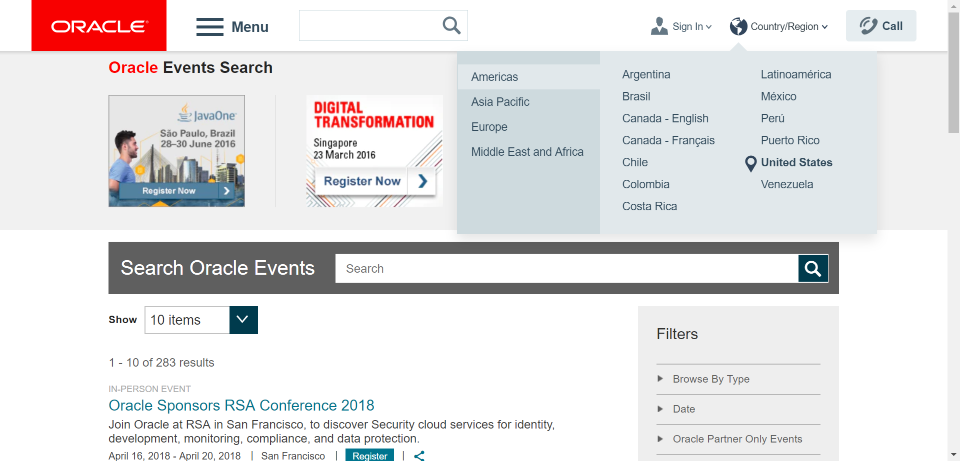 ORACLE
Menu
Sign In
Country/Region
Call
Oracle Events Search
JavaOne
São Paulo, Brazil
28–30 June 2016
Register Now
DIGITAL
TRANSFORMATION
Singapore
23 March 2016
Register Now
Americas
Asia Pacific
Europe
Middle East and Africa
Argentina
Brasil
Canada - English
Canada - Français
Chile
Colombia
Costa Rica
Latinoamérica
México
Perú
Puerto Rico
United States
Venezuela
Search Oracle Events
Search
Show
10 items
1 - 10 of 283 results
IN-PERSON EVENT
Oracle Sponsors RSA Conference 2018
Join Oracle at RSA in San Francisco, to discover Security cloud services for identity,
development, monitoring, compliance, and data protection.
April 16, 2018 - April 20, 2018 | San Francisco | Register |
Filters
Browse By Type
Date
Oracle Partner Only Events